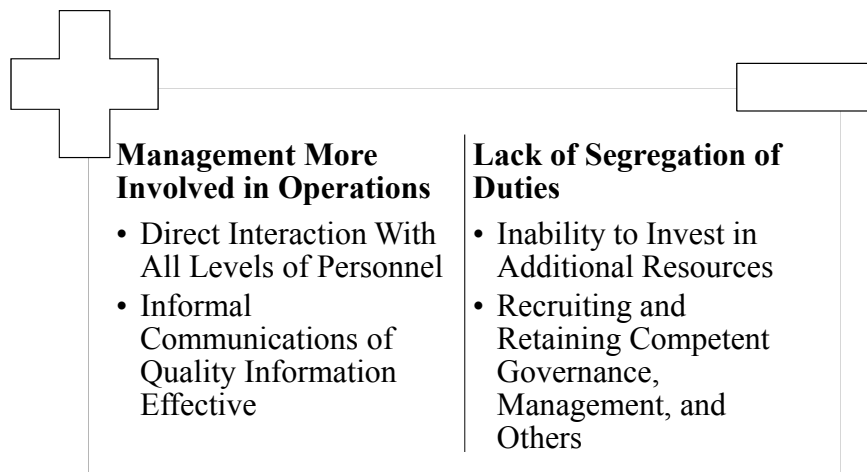 Management More
Involved in Operations
• Direct Interaction With
All Levels of Personnel
• Informal
Communications of
Quality Information
Effective
Lack of Segregation of
Duties
• Inability to Invest in
Additional Resources
• Recruiting and
Retaining Competent
Governance,
Management, and
Others